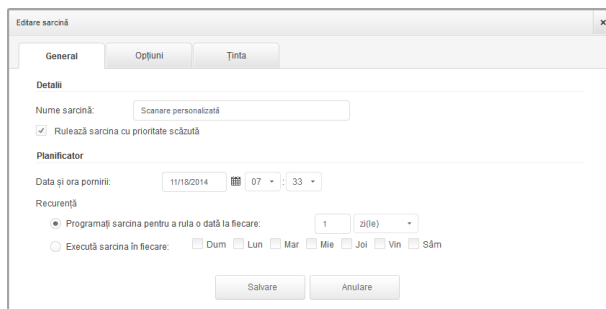 Editare sarcină
General Opțiuni Ținta
Detalii
Nume sarcină: Scanare personalizată
Rulează sarcina cu prioritate scăzută
Planificator
Data și ora pornirii: 11/18/2014 07 : 33
Recurență
Programați sarcina pentru a rula o dată la fiecare: 1 zi(le)
Execută sarcina în fiecare: Dum Lun Mar Mie Joi Vin Sâm
Salvare Anulare